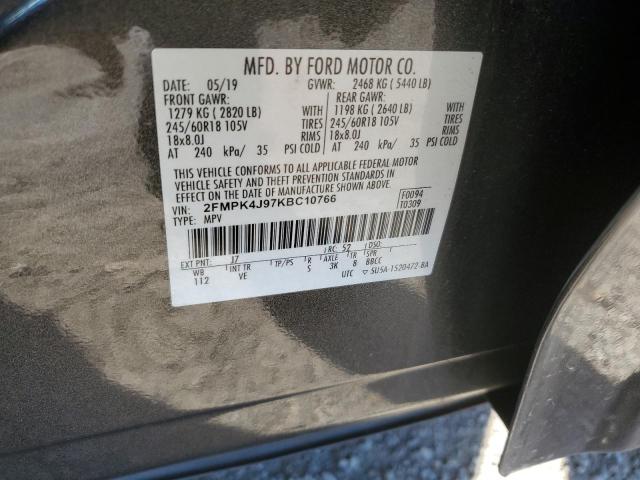 MFD. BY FORD MOTOR CO.
DATE: 05/19 GVWR: 2468 KG ( 5440 LB)
FRONT GAWR: REAR GAWR:
1279 KG ( 2820 LB) WITH 1198 KG ( 2640 LB) WITH
245/60R18 105V TIRES 245/60R18 105V TIRES
18x8.0J RIMS 18x8.0J RIMS
AT 240 kPa/ 35 PSI COLD AT 240 kPa/ 35 PSI COLD
THIS VEHICLE CONFORMS TO ALL APPLICABLE FEDERAL MOTOR
VEHICLE SAFETY AND THEFT PREVENTION STANDARDS IN
EFFECT ON THE DATE OF MANUFACTURE SHOWN ABOVE.
VIN: 2FMPK4J97KBC10766 F0094
TYPE: MPV T0309
EXT PNT: J7 RC: 52 DSO:
WB INT TR TP/PS R AXLE TR SPR
112 VE 5 3K 8 BBCC
UTC ▽ SU5A-1520472-BA